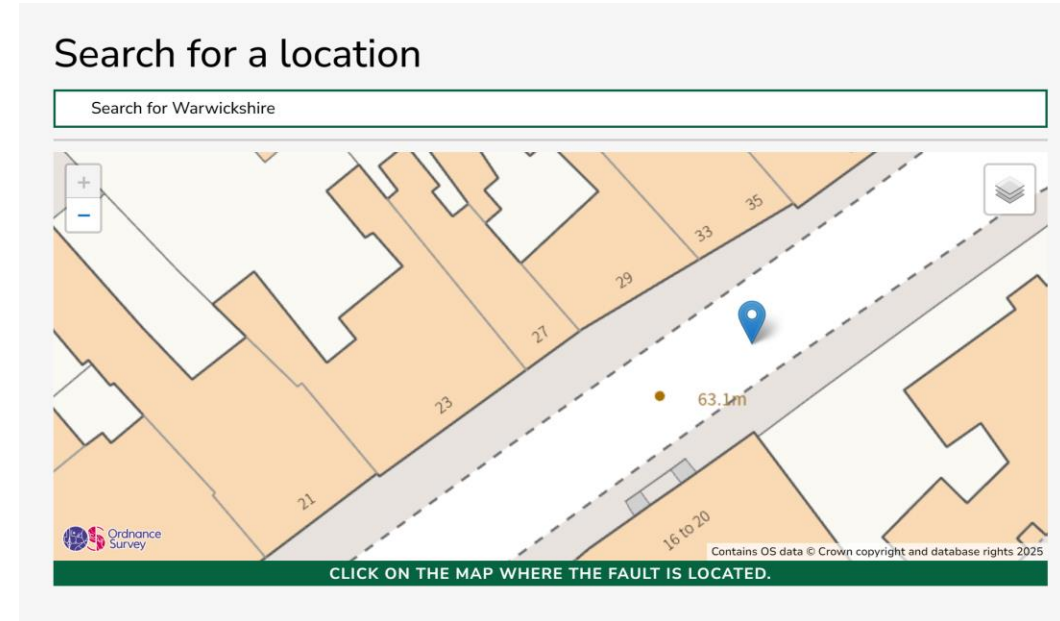 Search for a location
Search for Warwickshire
+
−
35
33
29
27
63.1m
23
21
16 to 20
Ordnance
Survey
Contains OS data © Crown copyright and database rights 2025
CLICK ON THE MAP WHERE THE FAULT IS LOCATED.